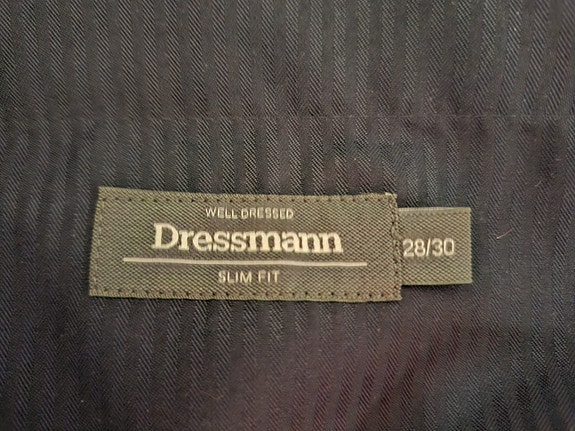 WELL DRESSED
Dressmann
SLIM FIT
28/30